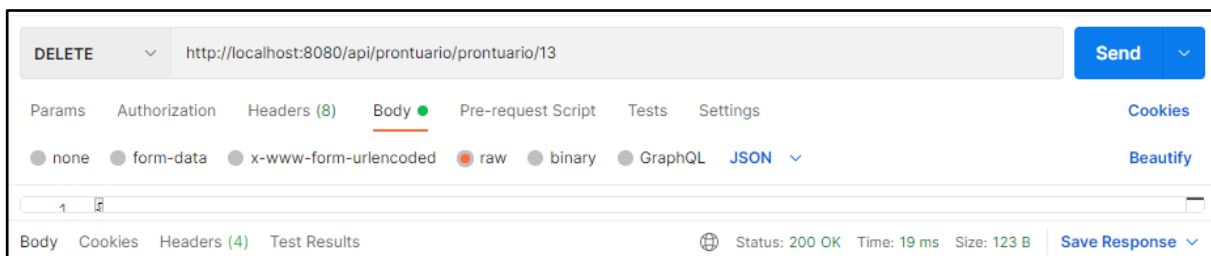 DELETE http://localhost:8080/api/prontuario/prontuario/13 Send
Params Authorization Headers (8) Body Pre-request Script Tests Settings Cookies
none form-data x-www-form-urlencoded raw binary GraphQL JSON Beautify
1
Body Cookies Headers (4) Test Results Status: 200 OK Time: 19 ms Size: 123 B Save Response